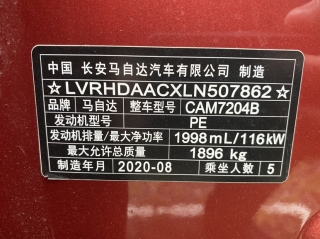 中国 长安马自达汽车有限公司 制造
☆LVRHDAACXLN507862☆
品牌 马自达 整车型号 CAM7204B
发动机型号 PE
发动机排量/最大净功率 1998mL/116kW
最大允许总质量 1896 kg
制造年月 2020-08 乘坐人数 5